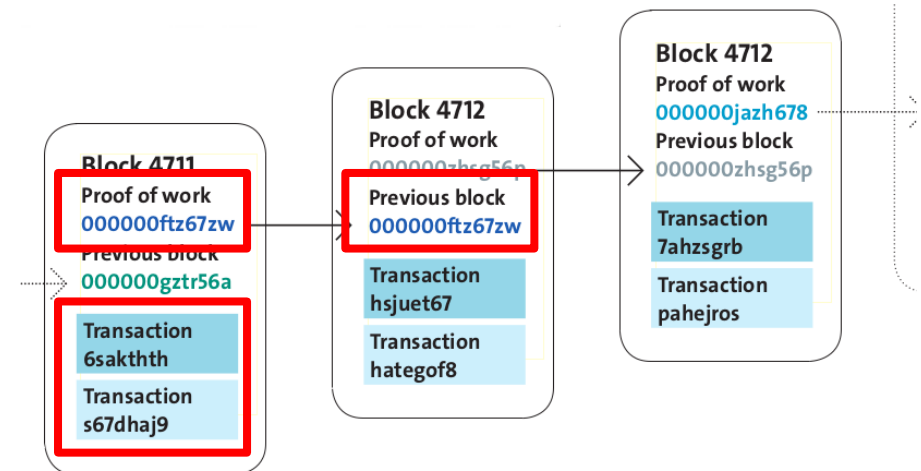 Block 4711
Proof of work
000000ftz67zw
Previous block
000000gztr56a
Transaction
6sakthth
Transaction
s67dhaj9
Block 4712
Proof of work
000000zhsg56p
Previous block
000000ftz67zw
Transaction
hsjuet67
Transaction
hategof8
Block 4712
Proof of work
000000jazh678
Previous block
000000zhsg56p
Transaction
7ahzsgrb
Transaction
pahejros